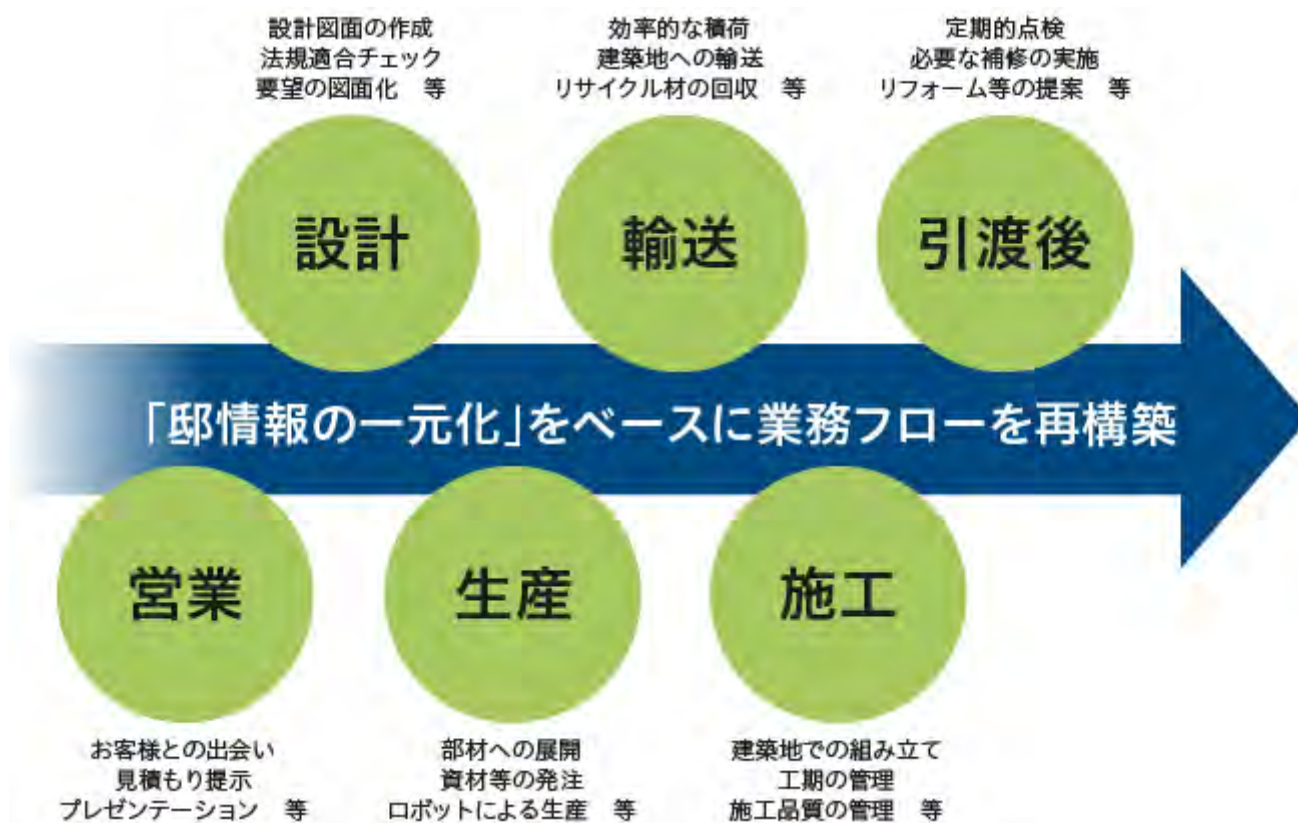 設計図面の作成
法規適合チェック
要望の図面化　等
設計
効率的な積荷
建築地への輸送
リサイクル材の回収　等
輸送
定期的点検
必要な補修の実施
リフォーム等の提案　等
引渡後
「邸情報の一元化」をベースに業務フローを再構築
営業
お客様との出会い
見積もり提示
プレゼンテーション　等
生産
部材への展開
資材等の発注
ロボットによる生産　等
施工
建築地での組み立て
工期の管理
施工品質の管理　等